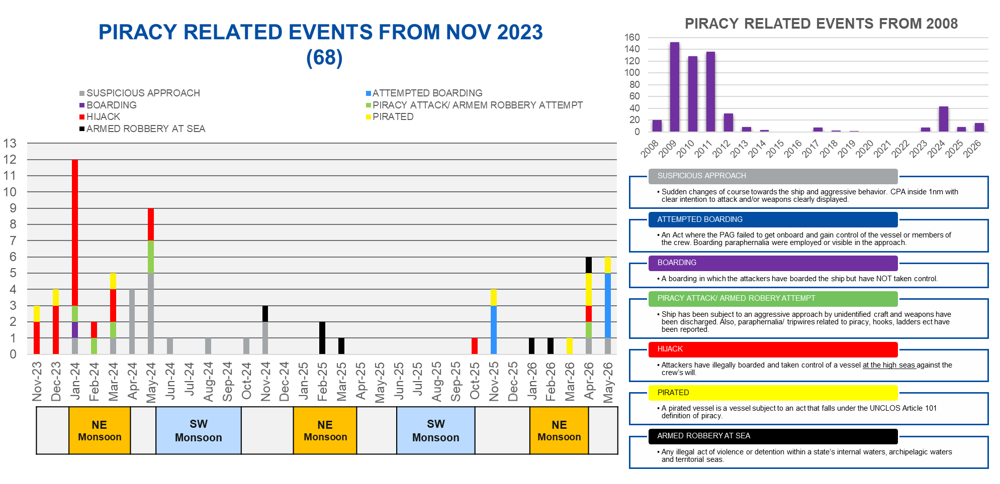 PIRACY RELATED EVENTS FROM NOV 2023
(68)
SUSPICIOUS APPROACH
ATTEMPTED BOARDING
BOARDING
PIRACY ATTACK/ ARMEM ROBBERY ATTEMPT
HIJACK
PIRATED
ARMED ROBBERY AT SEA
13
12
11
10
9
8
7
6
5
4
3
2
1
0
Nov-23
Dec-23
Jan-24
Feb-24
Mar-24
Apr-24
May-24
Jun-24
Jul-24
Aug-24
Sep-24
Oct-24
Nov-24
Dec-24
Jan-25
Feb-25
Mar-25
Apr-25
May-25
Jun-25
Jul-25
Aug-25
Sep-25
Oct-25
Nov-25
Dec-25
Jan-26
Feb-26
Mar-26
Apr-26
May-26
NE
Monsoon
SW
Monsoon
NE
Monsoon
SW
Monsoon
NE
Monsoon
PIRACY RELATED EVENTS FROM 2008
160
140
120
100
80
60
40
20
0
2008
2009
2010
2011
2012
2013
2014
2015
2016
2017
2018
2019
2020
2021
2022
2023
2024
2025
2026
SUSPICIOUS APPROACH
• Sudden changes of course towards the ship and aggressive behavior. CPA inside 1nm with
clear intention to attack and/or weapons clearly displayed.
ATTEMPTED BOARDING
• An Act where the PAG failed to get onboard and gain control of the vessel or members of
the crew. Boarding paraphernalia were employed or visible in the approach.
BOARDING
• A boarding in which the attackers have boarded the ship but have NOT taken control.
PIRACY ATTACK/ ARMED ROBERY ATTEMPT
• Ship has been subject to an aggressive approach by unidentified craft and weapons have
been discharged. Also, paraphernalia/ tripwires related to piracy, hooks, ladders ect have
been reported.
HIJACK
• Attackers have illegally boarded and taken control of a vessel at the high seas against the
crew's will.
PIRATED
• A pirated vessel is a vessel subject to an act that falls under the UNCLOS Article 101
definition of piracy.
ARMED ROBBERY AT SEA
• Any illegal act of violence or detention within a state's internal waters, archipelagic waters
and territorial seas.